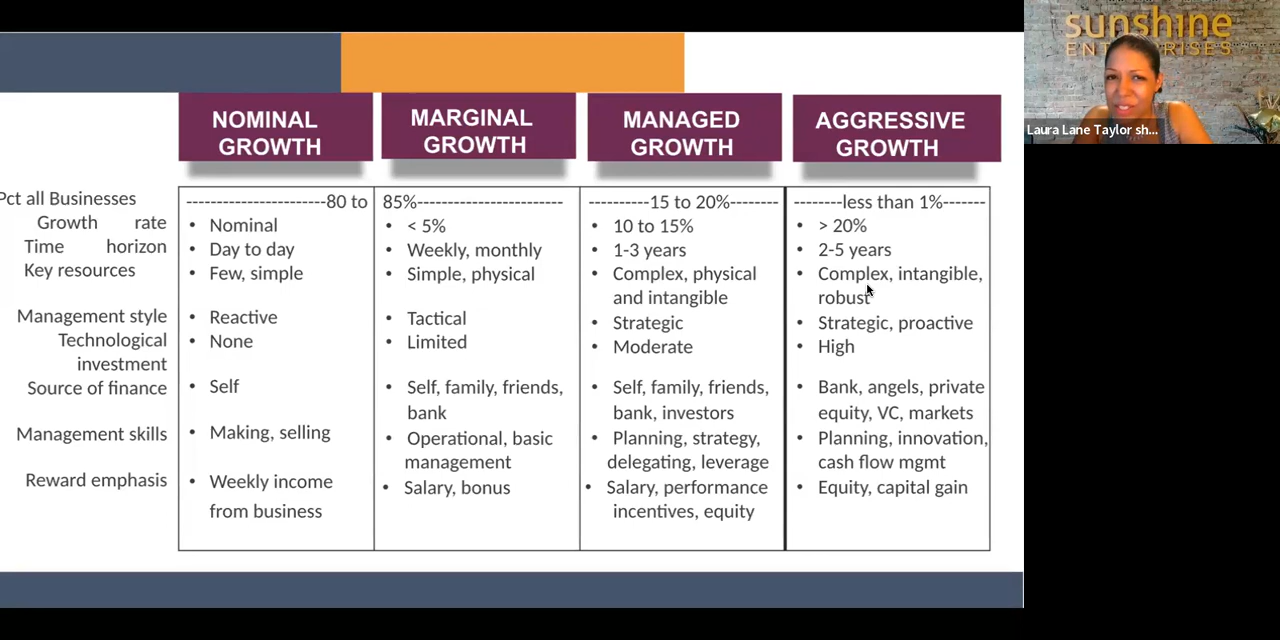 sunshine
ENTERPRISES
Laura Lane Taylor sh...
NOMINAL
GROWTH
MARGINAL
GROWTH
MANAGED
GROWTH
AGGRESSIVE
GROWTH
Pct all Businesses
Growth rate
Time horizon
Key resources
Management style
Technological
investment
Source of finance
Management skills
Reward emphasis
-----------------------80 to
• Nominal
• Day to day
• Few, simple
• Reactive
• None
• Self
• Making, selling
• Weekly income
from business
85%------------------------
• < 5%
• Weekly, monthly
• Simple, physical
• Tactical
• Limited
• Self, family, friends,
bank
• Operational, basic
management
• Salary, bonus
----------15 to 20%--------
• 10 to 15%
• 1-3 years
• Complex, physical
and intangible
• Strategic
• Moderate
• Self, family, friends,
bank, investors
• Planning, strategy,
delegating, leverage
• Salary, performance
incentives, equity
--------less than 1%-------
• > 20%
• 2-5 years
• Complex, intangible,
robust
• Strategic, proactive
• High
• Bank, angels, private
equity, VC, markets
• Planning, innovation,
cash flow mgmt
• Equity, capital gain